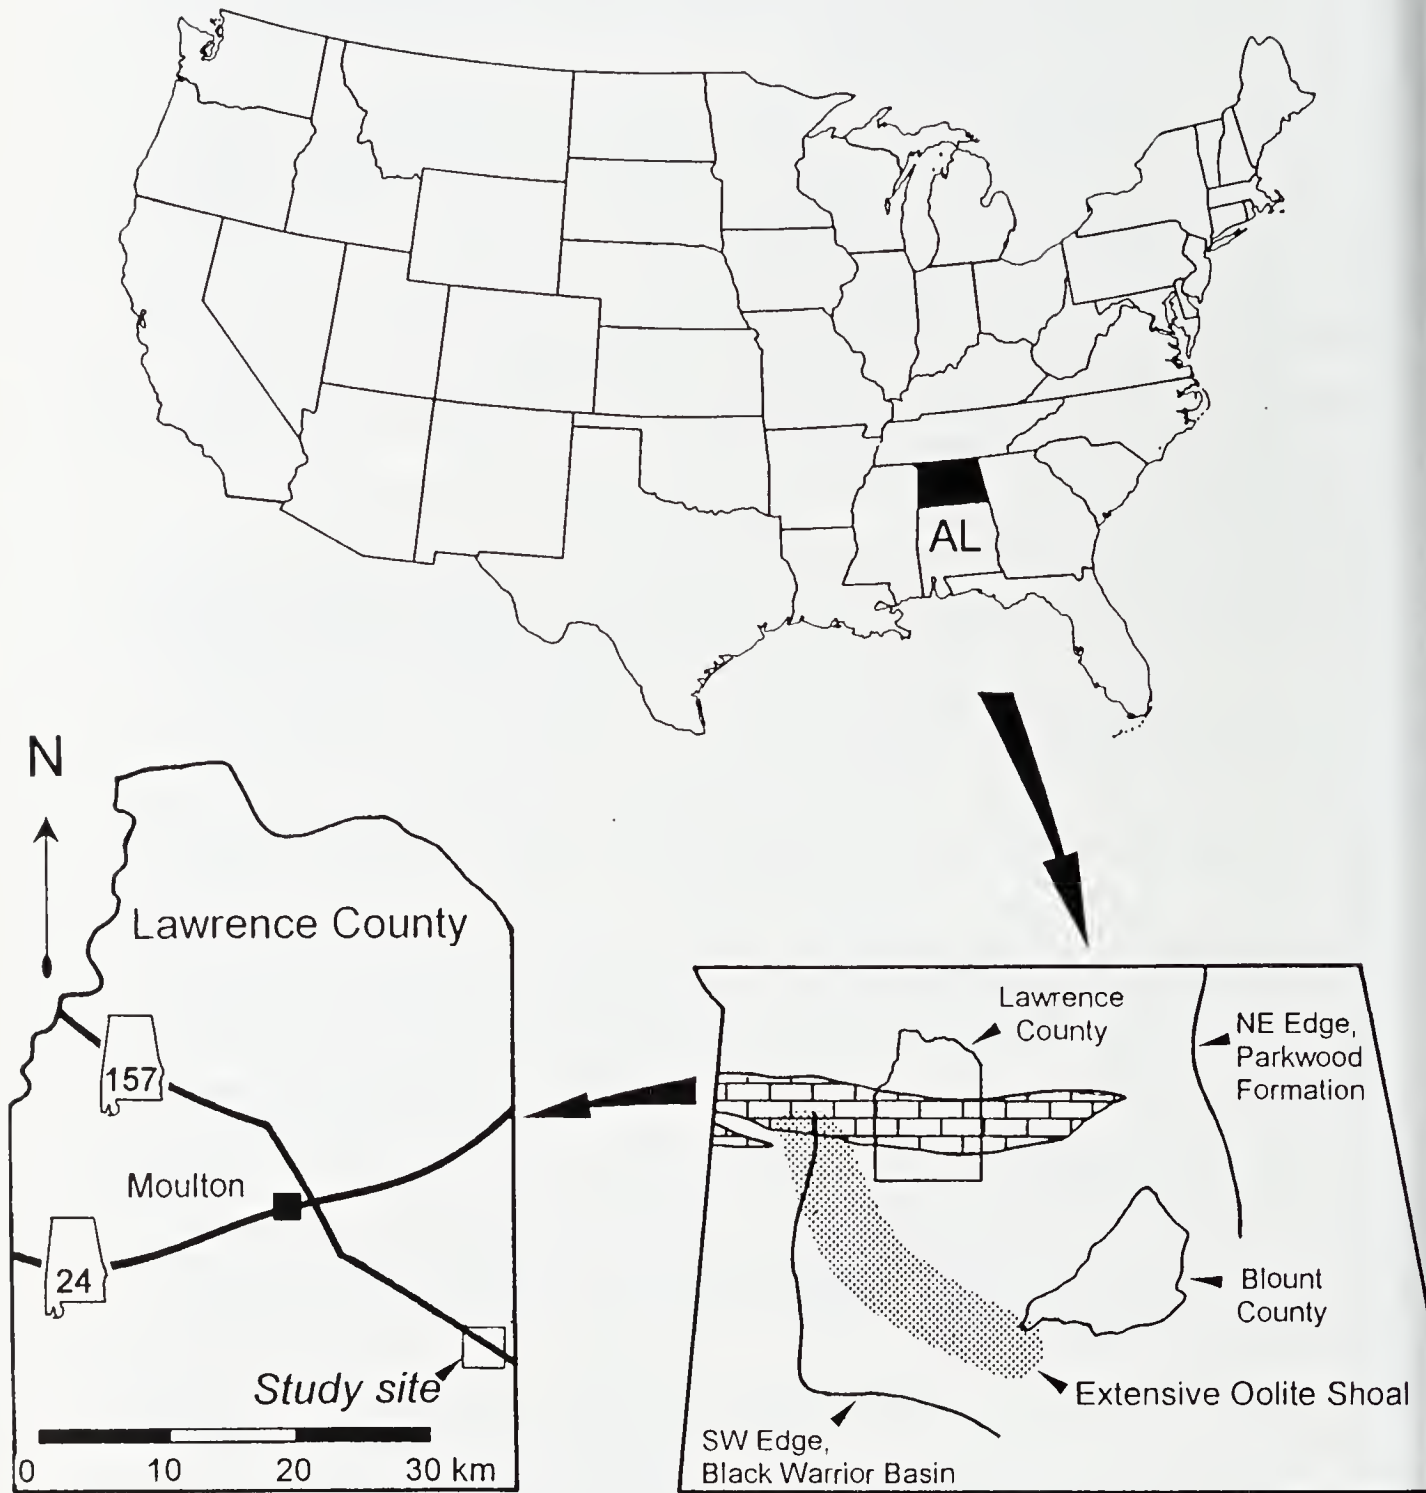 AL
N
Lawrence County
157
Moulton
24
Study site
0 10 20 30 km
Lawrence
County
NE Edge,
Parkwood
Formation
Blount
County
Extensive Oolite Shoal
SW Edge,
Black Warrior Basin